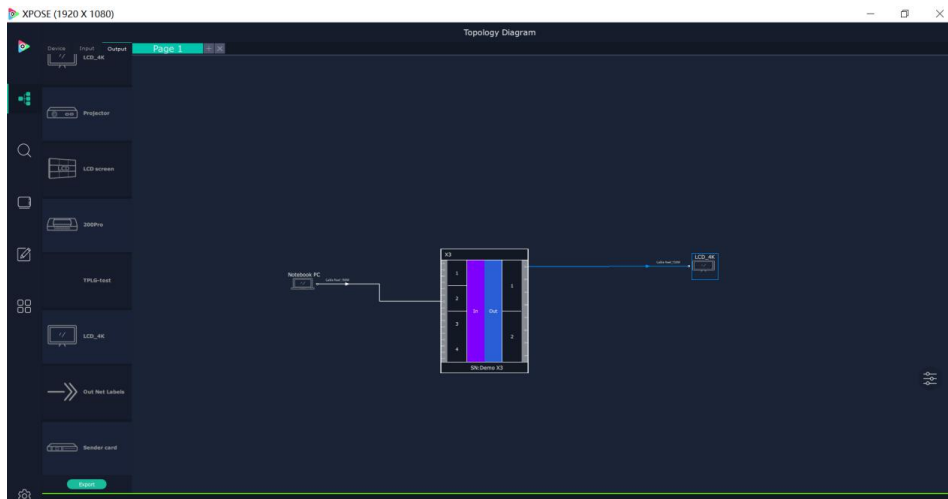 XPOSE (1920 X 1080)
Topology Diagram
Device Input Output Page 1
LCD_4K
Projector
LCD
LCD screen
200Pro
TPLG-test
LCD_4K
Out Net Labels
Sender card
Export
Notebook PC
X3
1
2
3
4
In Out
1
2
SN:Demo X3
LCD_4K